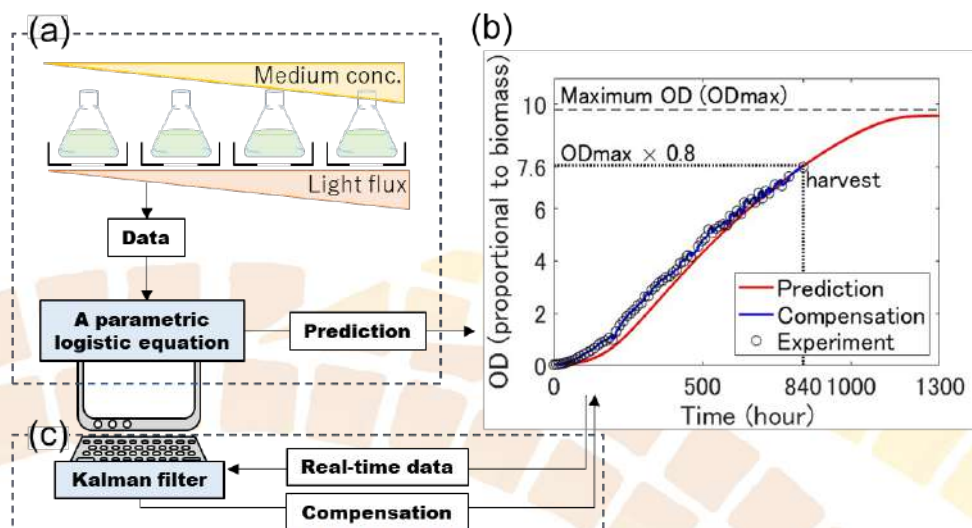 (a)
Medium conc.
Light flux
Data
A parametric
logistic equation
Prediction
(b)
OD (proportional to biomass)
10
7.6
6
4
2
0
Maximum OD (ODmax)
ODmax × 0.8
harvest
Prediction
Compensation
Experiment
0
500
840
1000
1300
Time (hour)
(c)
Kalman filter
Real-time data
Compensation